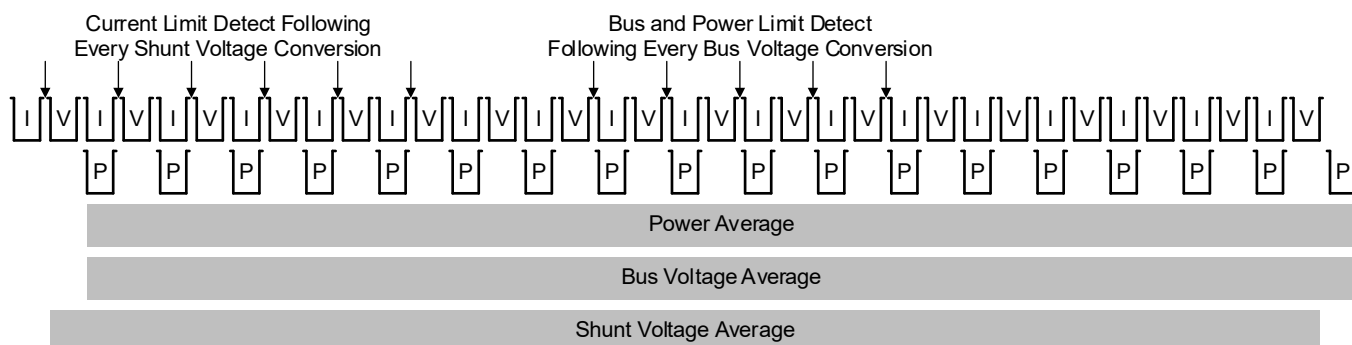 Current Limit Detect Following
Every Shunt Voltage Conversion
Bus and Power Limit Detect
Following Every Bus Voltage Conversion
I V I V I V I V I V I V I V I V I V I V I V I V I V I V I V I V I V I V
P P P P P P P P P P P P P P P P P P
Power Average
Bus Voltage Average
Shunt Voltage Average